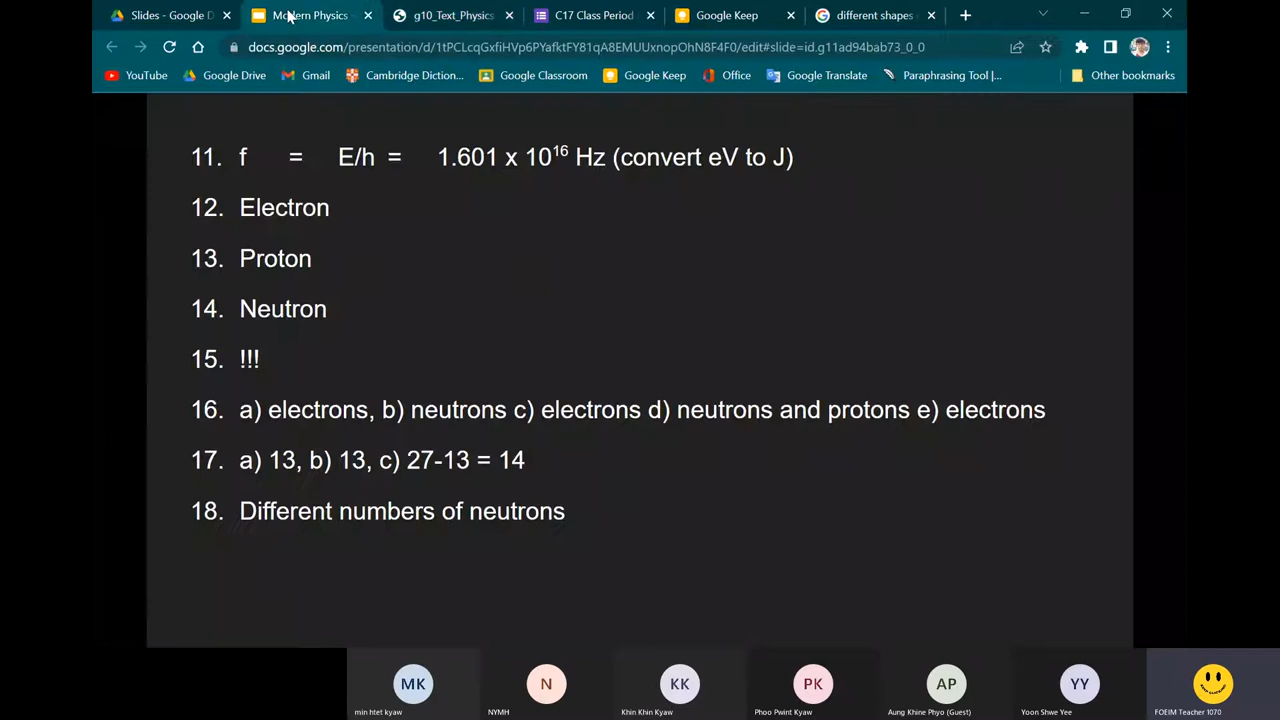 Slides - Google D
Modern Physics -
g10_Text_Physics
C17 Class Period
Google Keep
different shapes
docs.google.com/presentation/d/1tPCLcqGxfiHVp6PYafktFY81qA8EMUUxnopOhN8F4F0/edit#slide=id.g11ad94bab73_0_0
YouTube
Google Drive
Gmail
Cambridge Diction...
Google Classroom
Google Keep
Office
Google Translate
Paraphrasing Tool |...
Other bookmarks
11. f = E/h = 1.601 x 10¹⁶ Hz (convert eV to J)
12. Electron
13. Proton
14. Neutron
15. !!!
16. a) electrons, b) neutrons c) electrons d) neutrons and protons e) electrons
17. a) 13, b) 13, c) 27-13 = 14
18. Different numbers of neutrons
MK
N
KK
PK
AP
YY
min htet kyaw
NYMH
Khin Khin Kyaw
Phoo Pwint Kyaw
Aung Khine Phyo (Guest)
Yoon Shwe Yee
FOEIM Teacher 1070